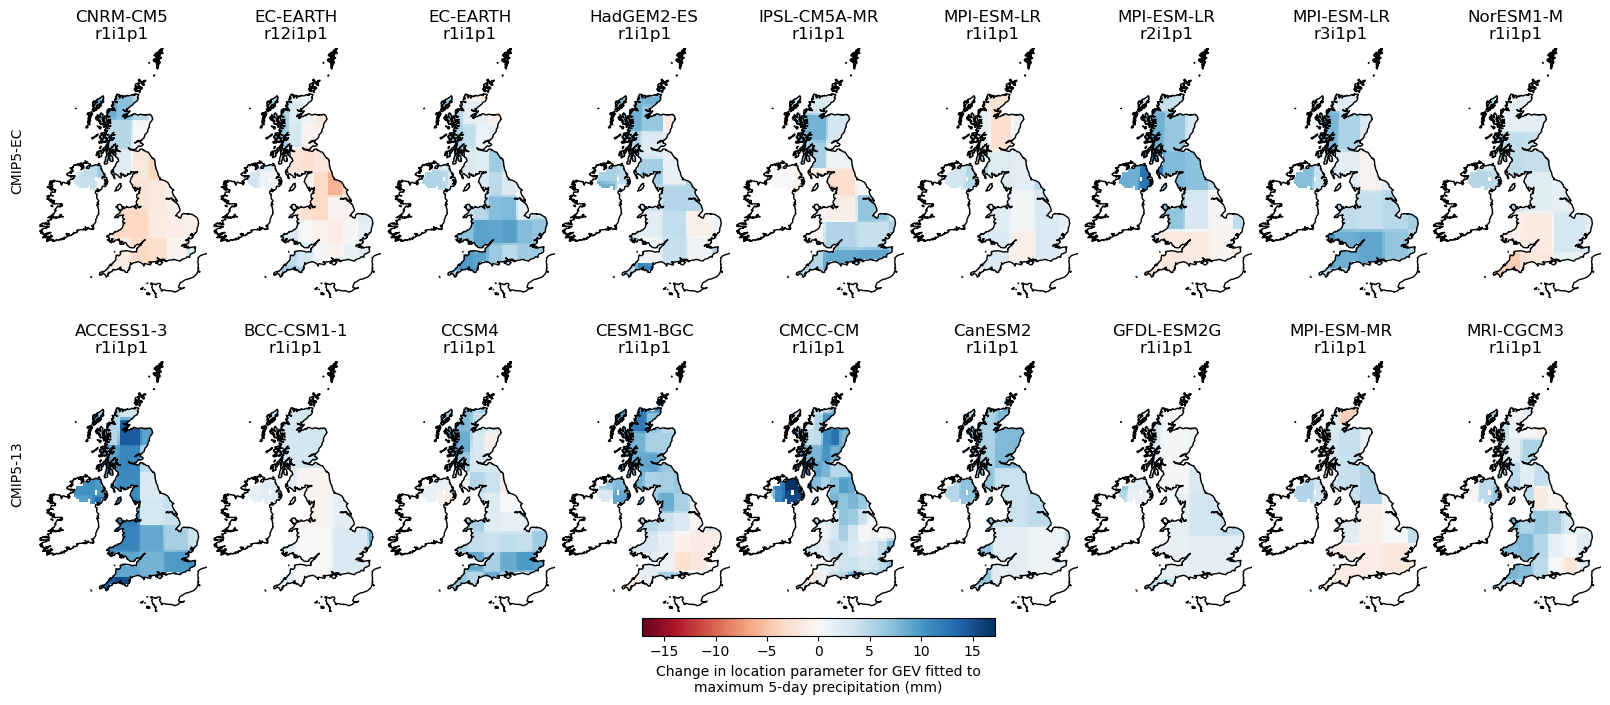 CNRM-CM5 EC-EARTH EC-EARTH HadGEM2-ES IPSL-CM5A-MR MPI-ESM-LR MPI-ESM-LR MPI-ESM-LR NorESM1-M
r1i1p1 r12i1p1 r1i1p1 r1i1p1 r1i1p1 r1i1p1 r2i1p1 r3i1p1 r1i1p1
CMIP5-EC
ACCESS1-3 BCC-CSM1-1 CCSM4 CESM1-BGC CMCC-CM CanESM2 GFDL-ESM2G MPI-ESM-MR MRI-CGCM3
r1i1p1 r1i1p1 r1i1p1 r1i1p1 r1i1p1 r1i1p1 r1i1p1 r1i1p1 r1i1p1
CMIP5-13
−15 −10 −5 0 5 10 15
Change in location parameter for GEV fitted to
maximum 5-day precipitation (mm)